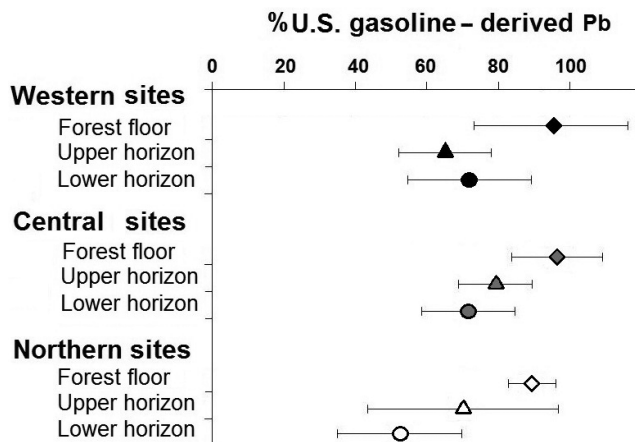 %U.S. gasoline – derived Pb
0 20 40 60 80 100
Western sites
Forest floor
Upper horizon
Lower horizon
Central sites
Forest floor
Upper horizon
Lower horizon
Northern sites
Forest floor
Upper horizon
Lower horizon